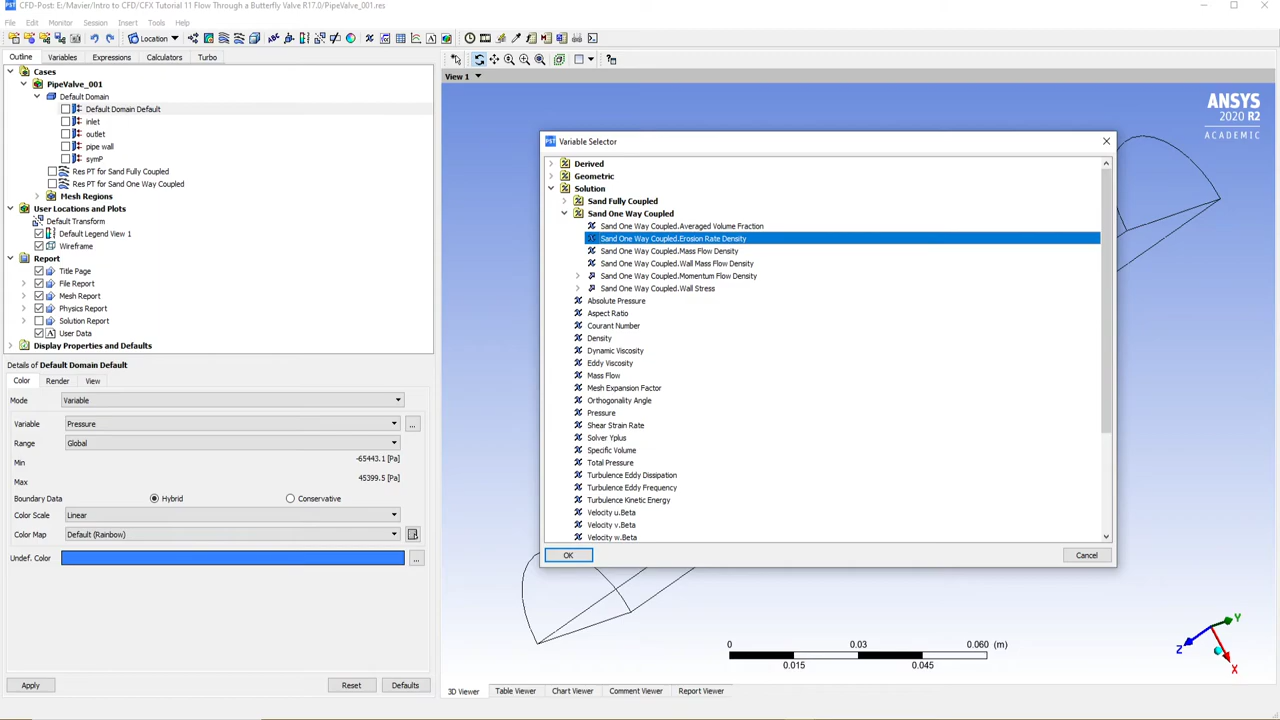 CFD-Post: E:/Mavier/Intro to CFD/CFX Tutorial 11 Flow Through a Butterfly Valve R17.0/PipeValve_001.res
File Edit Monitor Session Insert Tools Help
Location
Outline Variables Expressions Calculators Turbo
Cases
PipeValve_001
Default Domain
Default Domain Default
inlet
outlet
pipe wall
symP
Res PT for Sand Fully Coupled
Res PT for Sand One Way Coupled
Mesh Regions
User Locations and Plots
Default Transform
Default Legend View 1
Wireframe
Report
Title Page
File Report
Mesh Report
Physics Report
Solution Report
User Data
Display Properties and Defaults
Details of Default Domain Default
Color Render View
Mode Variable
Variable Pressure ...
Range Global
Min -65443.1 [Pa]
Max 45399.5 [Pa]
Boundary Data Hybrid Conservative
Color Scale Linear
Color Map Default (Rainbow)
Undef. Color ...
Apply Reset Defaults
View 1
ANSYS
2020 R2
ACADEMIC
PST Variable Selector
Derived
Geometric
Solution
Sand Fully Coupled
Sand One Way Coupled
Sand One Way Coupled.Averaged Volume Fraction
Sand One Way Coupled.Erosion Rate Density
Sand One Way Coupled.Mass Flow Density
Sand One Way Coupled.Wall Mass Flow Density
Sand One Way Coupled.Momentum Flow Density
Sand One Way Coupled.Wall Stress
Absolute Pressure
Aspect Ratio
Courant Number
Density
Dynamic Viscosity
Eddy Viscosity
Mass Flow
Mesh Expansion Factor
Orthogonality Angle
Pressure
Shear Strain Rate
Solver Yplus
Specific Volume
Total Pressure
Turbulence Eddy Dissipation
Turbulence Eddy Frequency
Turbulence Kinetic Energy
Velocity u.Beta
Velocity v.Beta
Velocity w.Beta
OK Cancel
0 0.03 0.060 (m)
0.015 0.045
Y
Z
X
3D Viewer Table Viewer Chart Viewer Comment Viewer Report Viewer